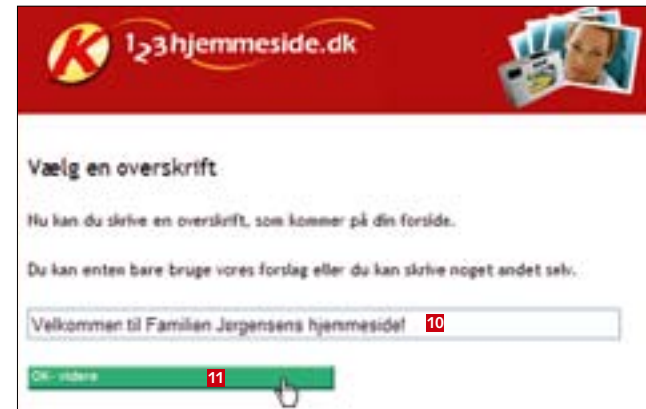 K 123hjemmeside.dk
Vælg en overskrift
Nu kan du skrive en overskrift, som kommer på din forside.
Du kan enten bare bruge vores forslag eller du kan skrive noget andet selv.
Velkommen til Familien Jørgensens hjemmeside! 10
OK- videre 11